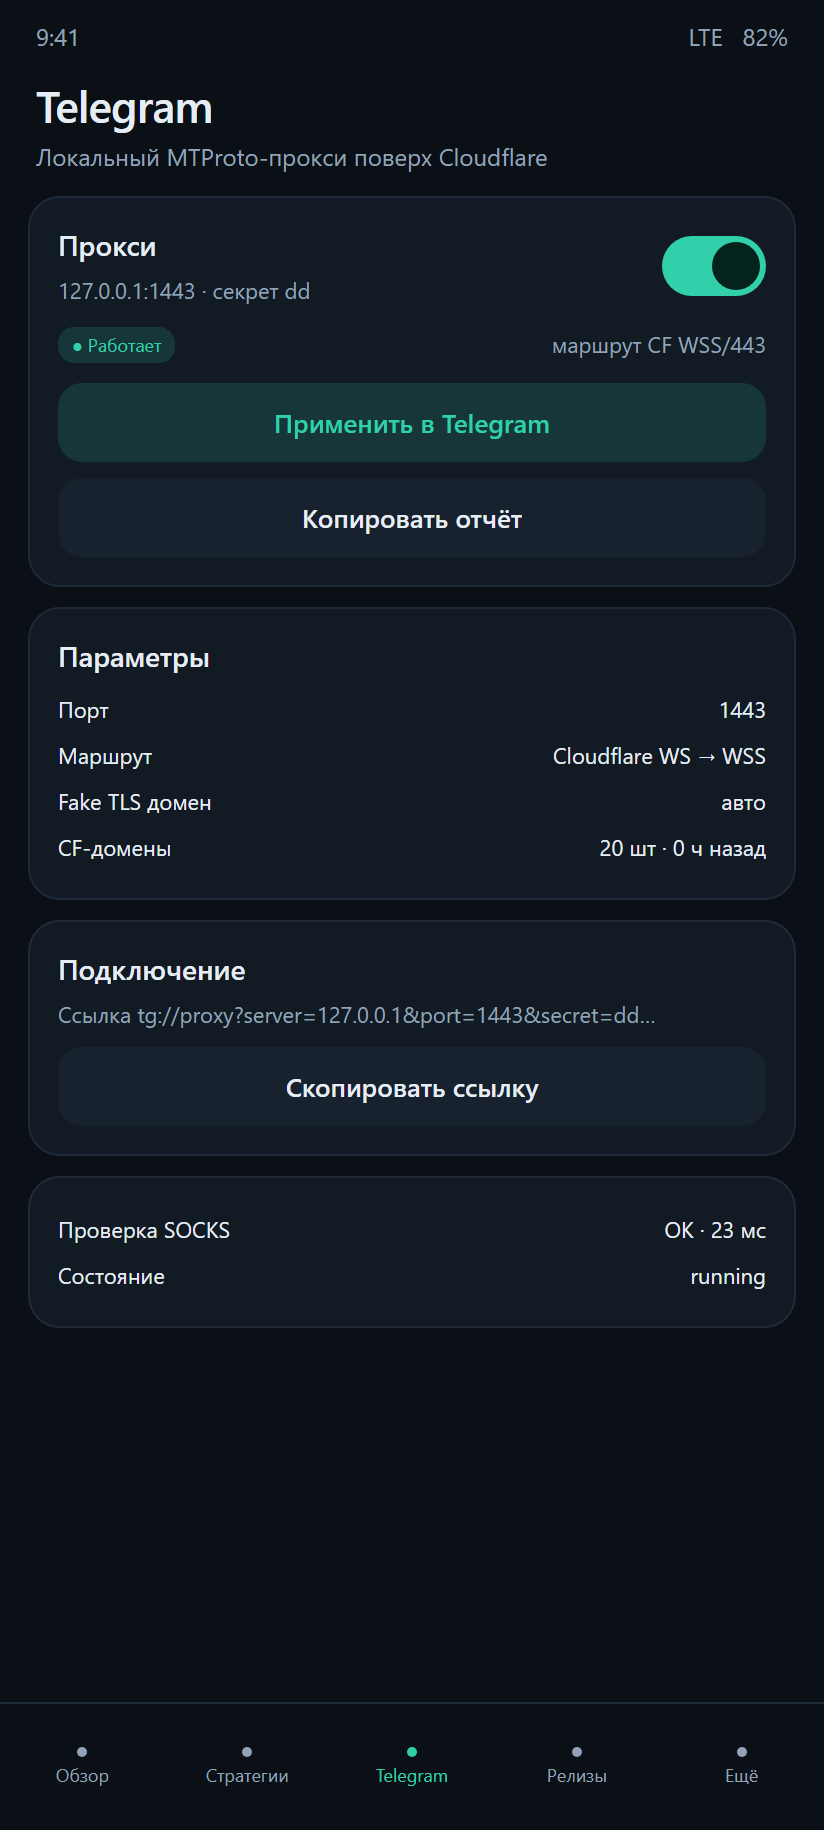 9:41 LTE 82%
Telegram
Локальный MTProto-прокси поверх Cloudflare
Прокси
127.0.0.1:1443 · секрет dd
● Работает маршрут CF WSS/443
Применить в Telegram
Копировать отчёт
Параметры
Порт 1443
Маршрут Cloudflare WS → WSS
Fake TLS домен авто
CF-домены 20 шт · 0 ч назад
Подключение
Ссылка tg://proxy?server=127.0.0.1&port=1443&secret=dd…
Скопировать ссылку
Проверка SOCKS OK · 23 мс
Состояние running
Обзор Стратегии Telegram Релизы Ещё